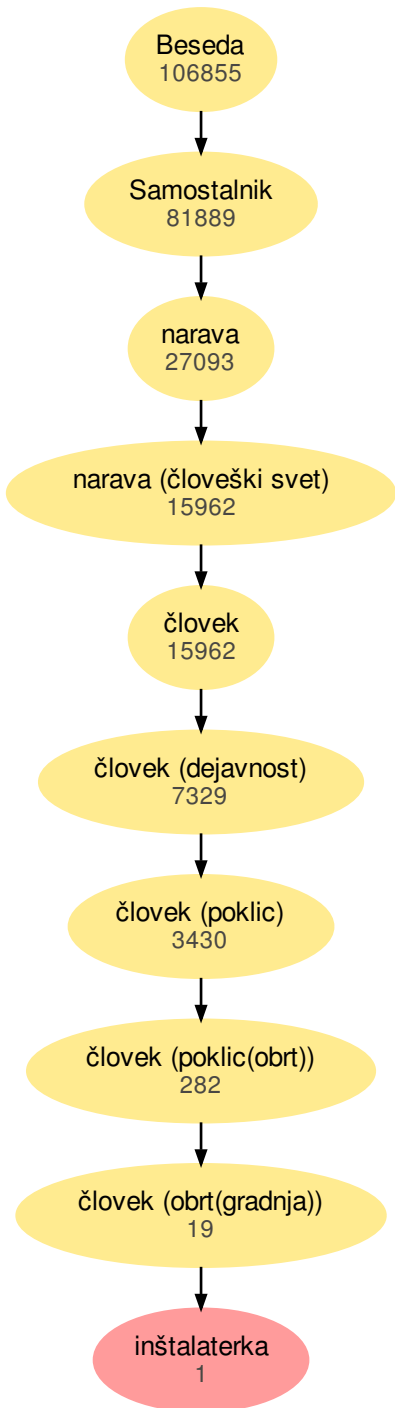 Beseda
106855
Samostalnik
81889
narava
27093
narava (človeški svet)
15962
človek
15962
človek (dejavnost)
7329
človek (poklic)
3430
človek (poklic(obrt))
282
človek (obrt(gradnja))
19
inštalaterka
1